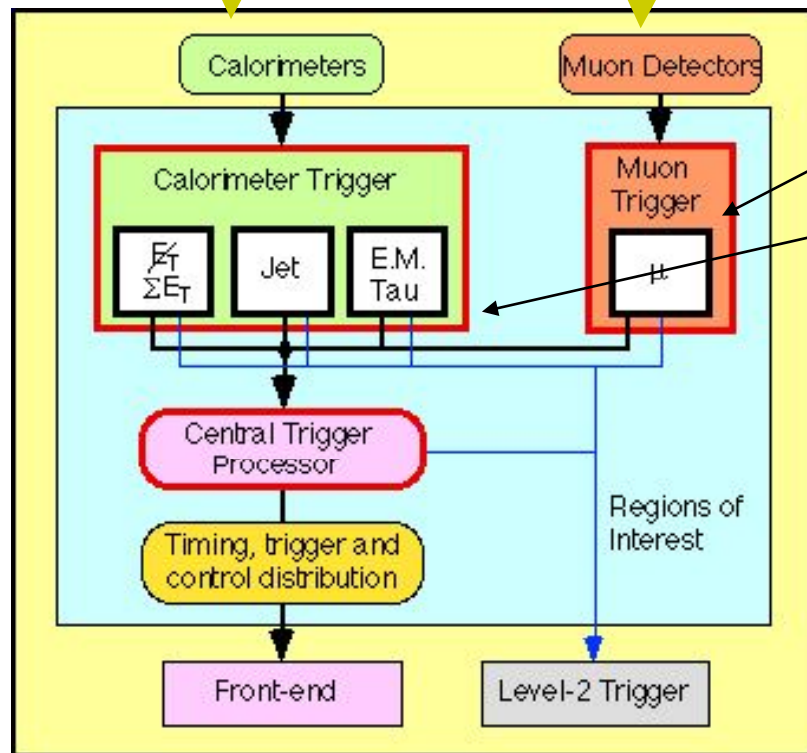 Calorimeters
Muon Detectors
Calorimeter Trigger
Muon
Trigger
E̸T
ΣET
Jet
E.M.
Tau
μ
Central Trigger
Processor
Regions of
Interest
Timing, trigger and
control distribution
Front-end
Level-2 Trigger